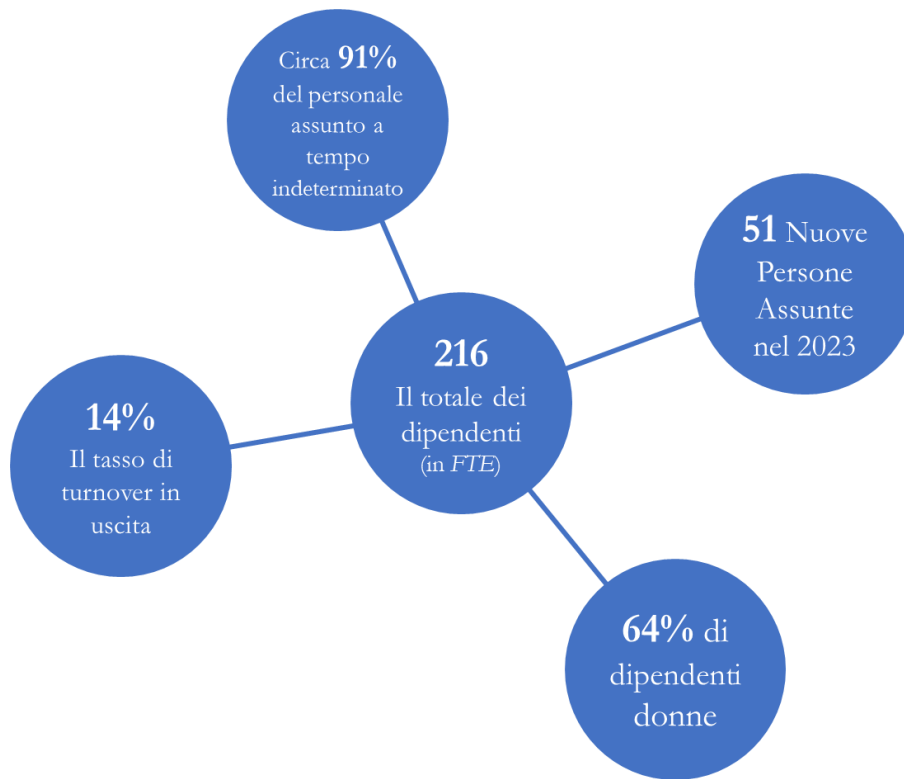 Circa 91%
del personale
assunto a
tempo
indeterminato
51 Nuove
Persone
Assunte
nel 2023
216
Il totale dei
dipendenti
(in FTE)
14%
Il tasso di
turnover in
uscita
64% di
dipendenti
donne